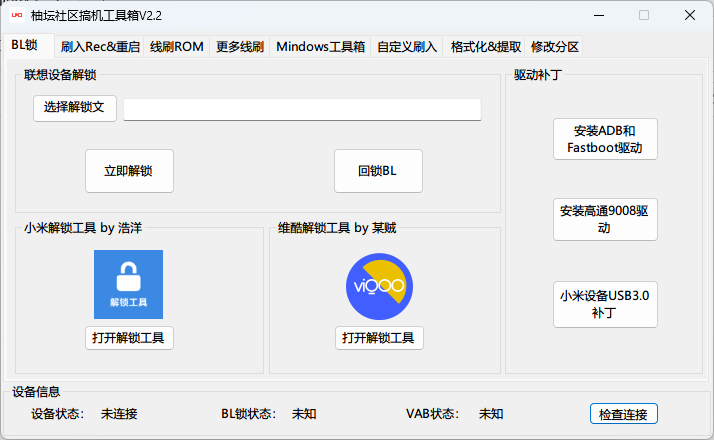 柚坛社区搞机工具箱V2.2
BL锁 刷入Rec&重启 线刷ROM 更多线刷 Mindows工具箱 自定义刷入 格式化&提取 修改分区
联想设备解锁
选择解锁文
立即解锁 回锁BL
小米解锁工具 by 浩洋
解锁工具
打开解锁工具
维酷解锁工具 by 某贼
viQOO
打开解锁工具
驱动补丁
安装ADB和
Fastboot驱动
安装高通9008驱
动
小米设备USB3.0
补丁
设备信息
设备状态： 未连接 BL锁状态： 未知 VAB状态： 未知 检查连接